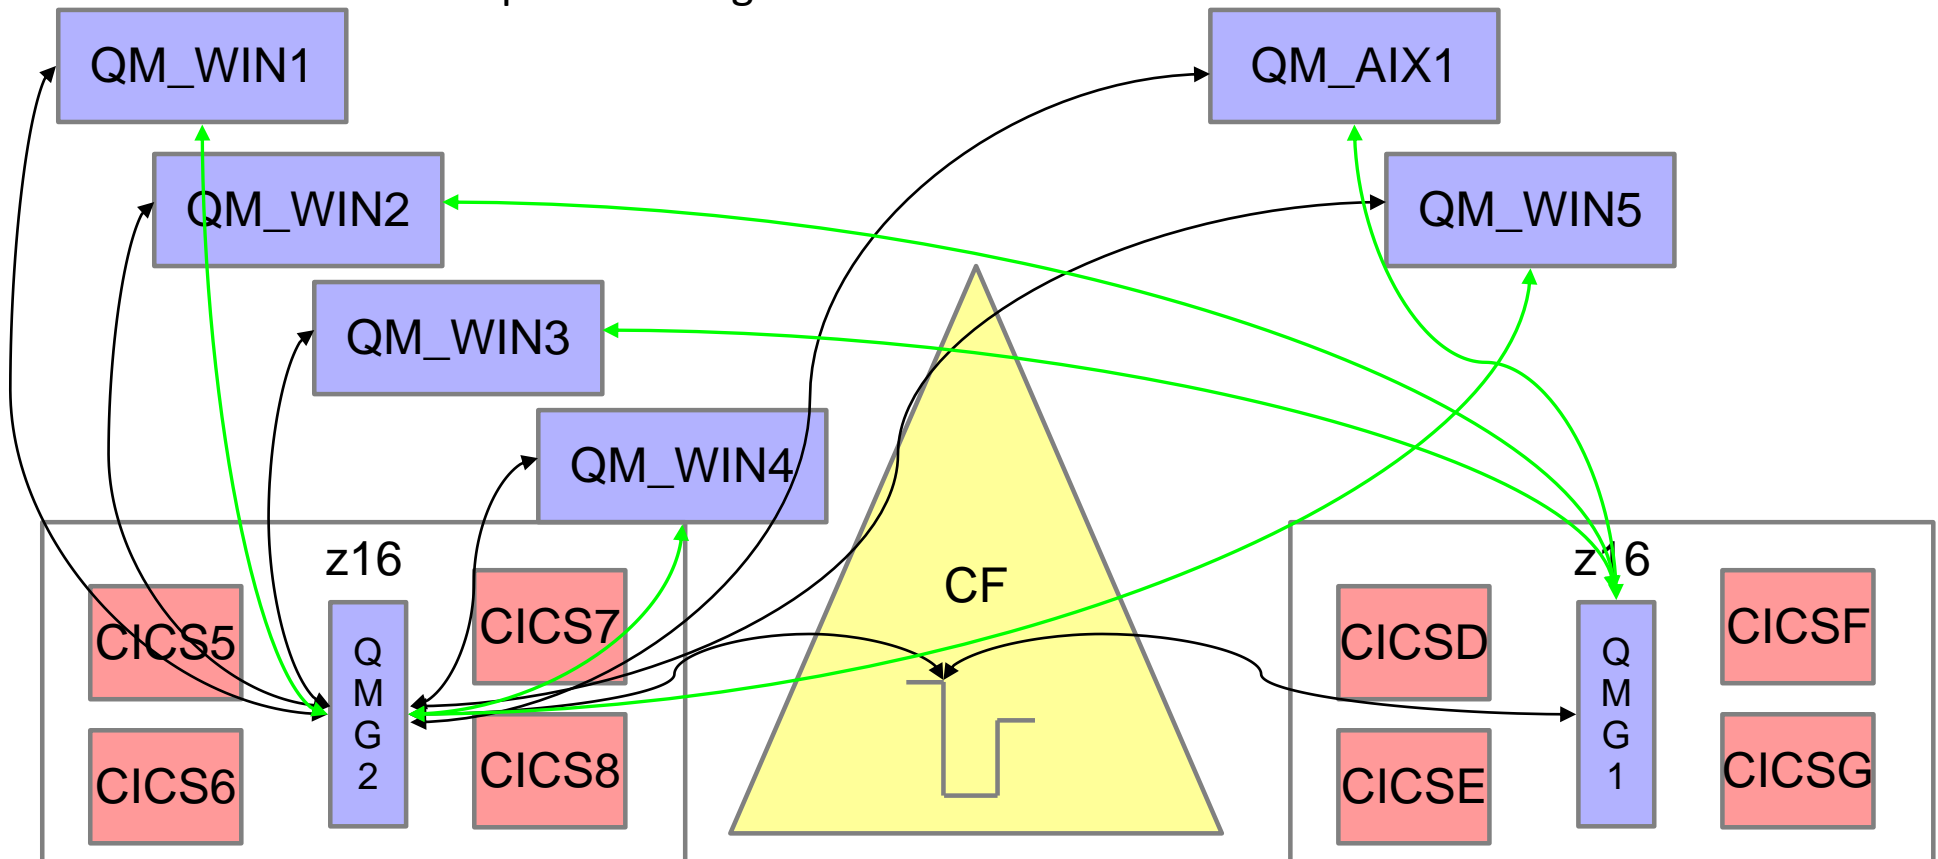 QM_WIN1
QM_AIX1
QM_WIN2
QM_WIN5
QM_WIN3
QM_WIN4
z16
CICS5
CICS7
CICS6
CICS8
Q
M
G
2
CF
z16
CICSD
CICSF
CICSE
CICSG
Q
M
G
1